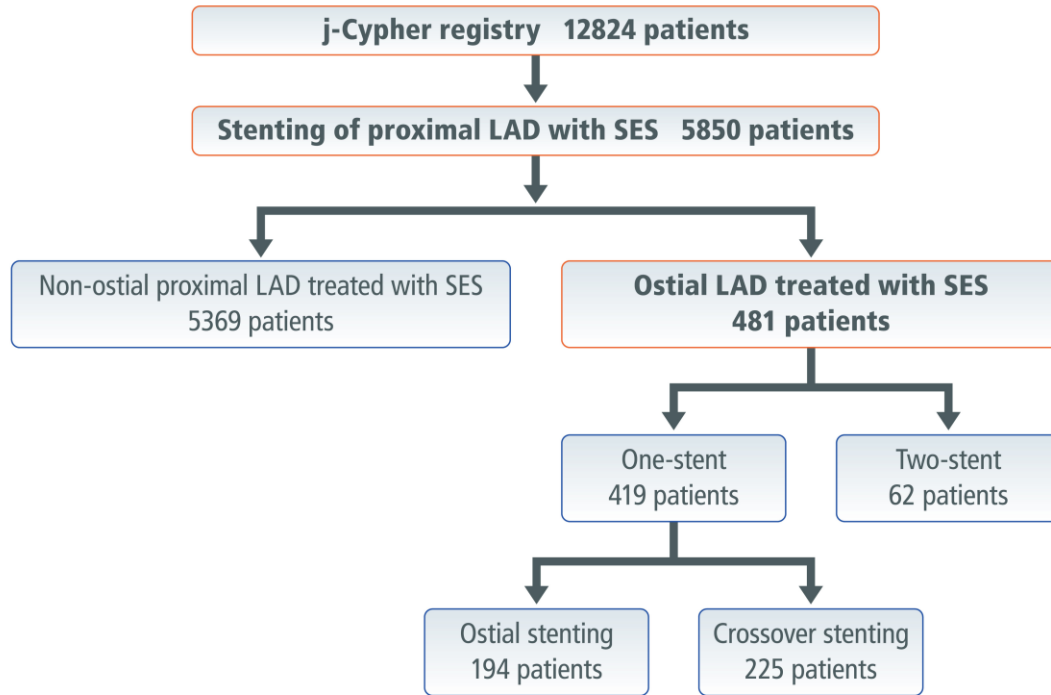 j-Cypher registry 12824 patients
Stenting of proximal LAD with SES 5850 patients
Non-ostial proximal LAD treated with SES
5369 patients
Ostial LAD treated with SES
481 patients
One-stent
419 patients
Two-stent
62 patients
Ostial stenting
194 patients
Crossover stenting
225 patients